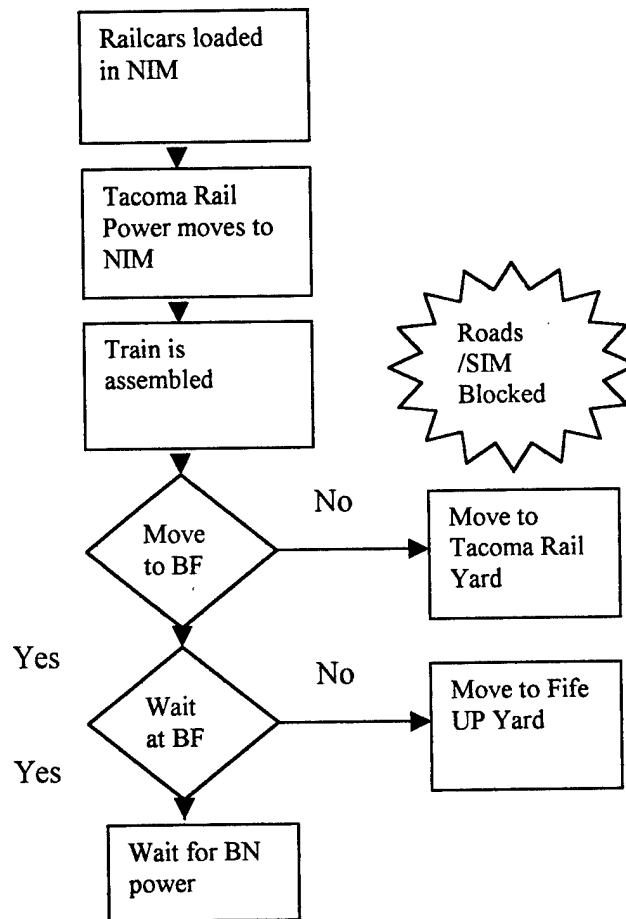 Railcars loaded
in NIM
Tacoma Rail
Power moves to
NIM
Train is
assembled
Roads
/SIM
Blocked
No
Move
to BF
Move to
Tacoma Rail
Yard
Yes
No
Wait
at BF
Move to Fife
UP Yard
Yes
Wait for BN
power